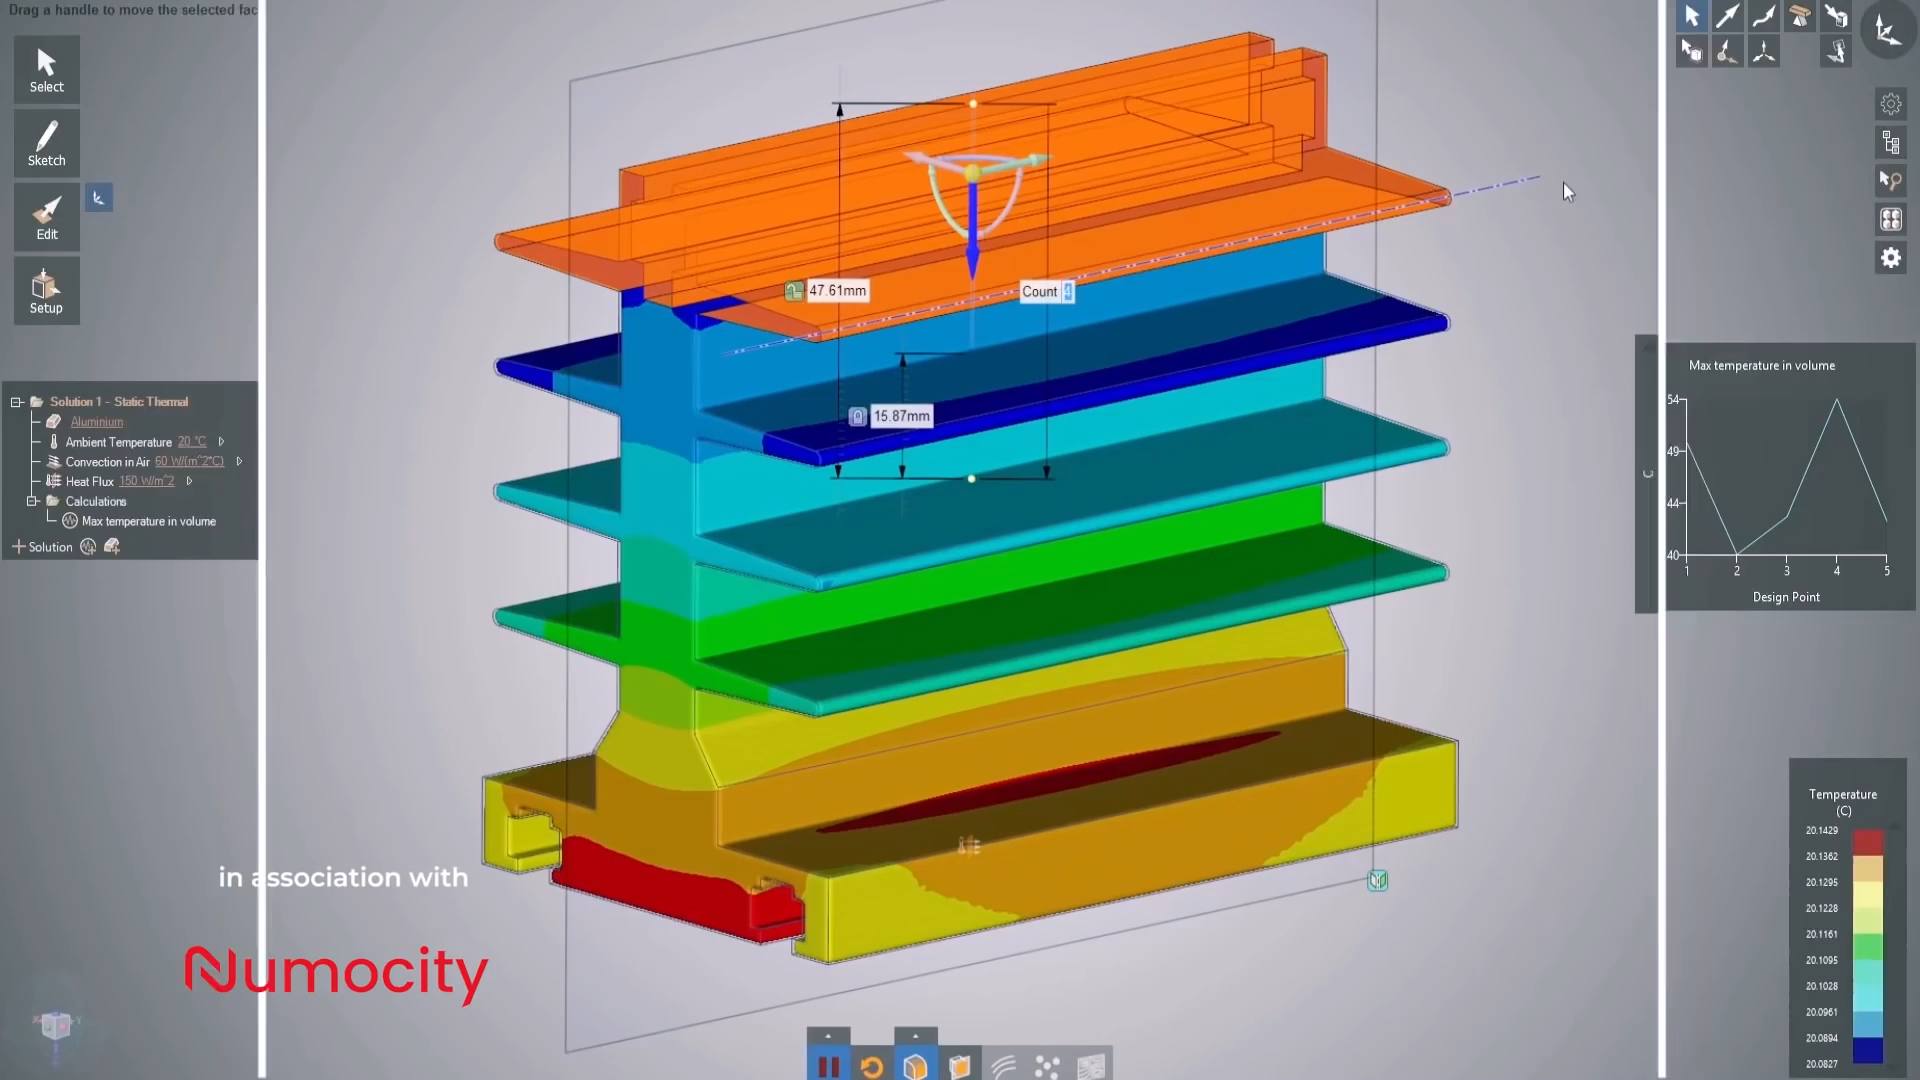 Drag a handle to move the selected fac
Select
Sketch
Edit
Setup
Solution 1 - Static Thermal
Aluminium
Ambient Temperature 20 °C
Convection in Air 60 W/(m^2°C)
Heat Flux 150 W/m^2
Calculations
Max temperature in volume
Solution
47.61mm
Count 4
15.87mm
Max temperature in volume
C
54
49
44
40
1 2 3 4 5
Design Point
Temperature
(C)
20.1429
20.1362
20.1295
20.1228
20.1161
20.1095
20.1028
20.0961
20.0894
20.0827
in association with
Numocity